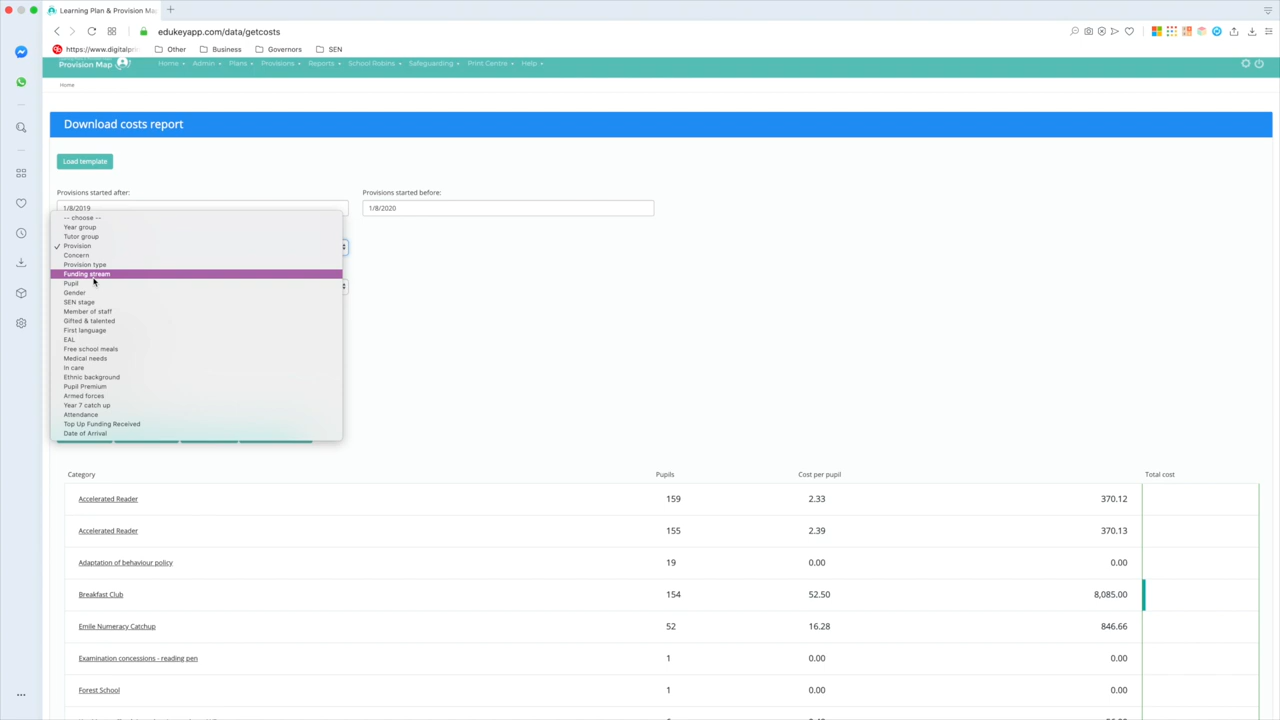 Learning Plan & Provision Ma
edukeyapp.com/data/getcosts
https://www.digitalpri Other Business Governors SEN
Provision Map Home Admin Plans Provisions Reports School Robins Safeguarding Print Centre Help
Home
Download costs report
Load template
Provisions started after: Provisions started before:
1/8/2019 1/8/2020
-- choose --
Year group
Tutor group
✓ Provision
Concern
Provision type
Funding stream
Pupil
Gender
SEN stage
Member of staff
Gifted & talented
First language
EAL
Free school meals
Medical needs
In care
Ethnic background
Pupil Premium
Armed forces
Year 7 catch up
Attendance
Top Up Funding Received
Date of Arrival
Category Pupils Cost per pupil Total cost
Accelerated Reader 159 2.33 370.12
Accelerated Reader 155 2.39 370.13
Adaptation of behaviour policy 19 0.00 0.00
Breakfast Club 154 52.50 8,085.00
Emile Numeracy Catchup 52 16.28 846.66
Examination concessions - reading pen 1 0.00 0.00
Forest School 1 0.00 0.00